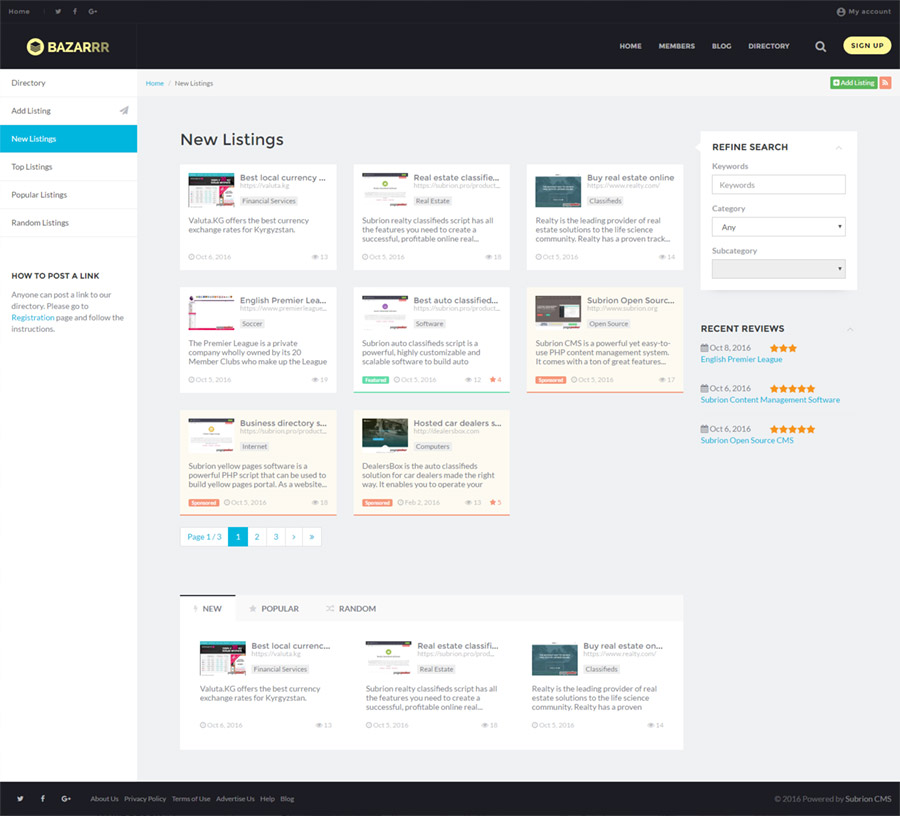 Home
My account
BAZARRR
HOME MEMBERS BLOG DIRECTORY SIGN UP
Directory
Add Listing
New Listings
Top Listings
Popular Listings
Random Listings
HOW TO POST A LINK
Anyone can post a link to our
directory. Please go to
Registration page and follow the
instructions.
Home / New Listings
Add Listing
New Listings
Best local currency ...
https://valuta.kg
Financial Services
Valuta.KG offers the best currency
exchange rates for Kyrgyzstan.
Oct 6, 2016 13
Real estate classifie...
https://subrion.pro/product...
Real Estate
Subrion realty classifieds script has all
the features you need to create a
successful, profitable online real...
Oct 5, 2016 18
Buy real estate online
https://www.realty.com/
Classifieds
Realty is the leading provider of real
estate solutions to the life science
community. Realty has a proven track...
Oct 5, 2016 14
English Premier Lea...
https://www.premierleague...
Soccer
The Premier League is a private
company wholly owned by its 20
Member Clubs who make up the League
Oct 5, 2016 19
Best auto classified...
https://subrion.pro/product...
Software
Subrion auto classifieds script is a
powerful, highly customizable and
scalable software to build auto
Featured Oct 5, 2016 12 4
Subrion Open Sourc...
http://www.subrion.org
Open Source
Subrion CMS is a powerful yet easy-to-
use PHP content management system.
It comes with a ton of great features...
Sponsored Oct 5, 2016 17
Business directory s...
https://subrion.pro/product...
Internet
Subrion yellow pages software is a
powerful PHP script that can be used to
build yellow pages portal. As a website...
Sponsored Oct 5, 2016 18
Hosted car dealers s...
http://dealersbox.com
Computers
DealersBox is the auto classifieds
solution for car dealers made the right
way. It enables you to operate your
Sponsored Feb 2, 2016 13 5
Page 1 / 3 1 2 3 › »
REFINE SEARCH
Keywords
Keywords
Category
Any
Subcategory
RECENT REVIEWS
Oct 8, 2016
English Premier League
Oct 6, 2016
Subrion Content Management Software
Oct 6, 2016
Subrion Open Source CMS
NEW POPULAR RANDOM
Best local currenc...
https://valuta.kg
Financial Services
Valuta.KG offers the best currency
exchange rates for Kyrgyzstan.
Oct 6, 2016 13
Real estate classifi...
https://subrion.pro/prod...
Real Estate
Subrion realty classifieds script has all
the features you need to create a
successful, profitable online real...
Oct 5, 2016 18
Buy real estate on...
https://www.realty.com/
Classifieds
Realty is the leading provider of real
estate solutions to the life science
community. Realty has a proven
Oct 5, 2016 14
About Us Privacy Policy Terms of Use Advertise Us Help Blog
© 2016 Powered by Subrion CMS